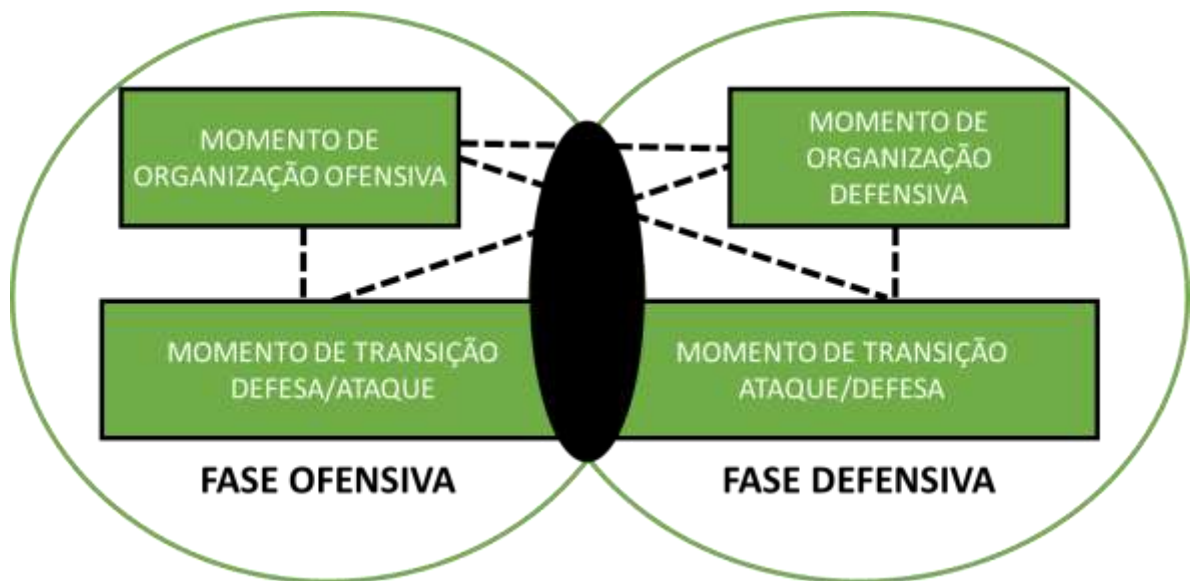 MOMENTO DE
ORGANIZAÇÃO OFENSIVA
MOMENTO DE
ORGANIZAÇÃO
DEFENSIVA
MOMENTO DE TRANSIÇÃO
DEFESA/ATAQUE
MOMENTO DE TRANSIÇÃO
ATAQUE/DEFESA
FASE OFENSIVA
FASE DEFENSIVA